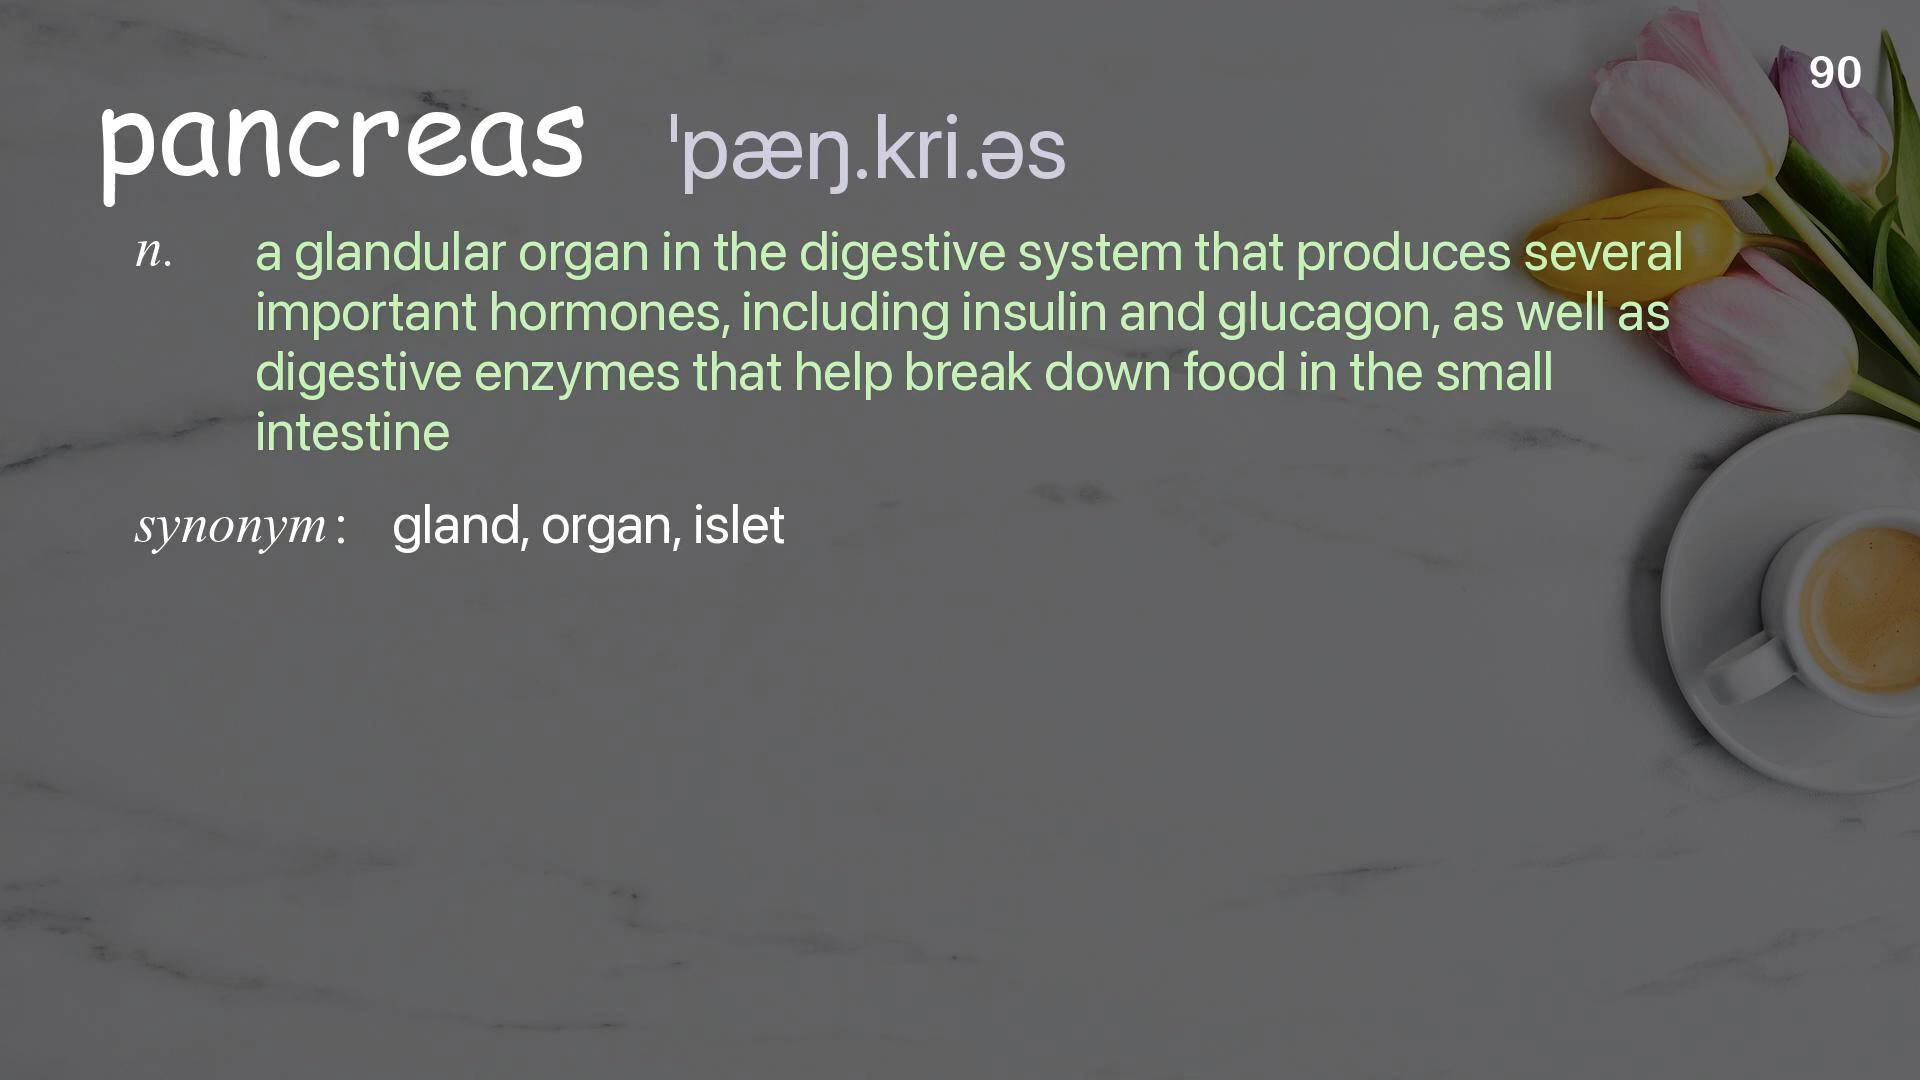 90
pancreas ˈpæŋ.kri.əs
n. a glandular organ in the digestive system that produces several
important hormones, including insulin and glucagon, as well as
digestive enzymes that help break down food in the small
intestine
synonym : gland, organ, islet